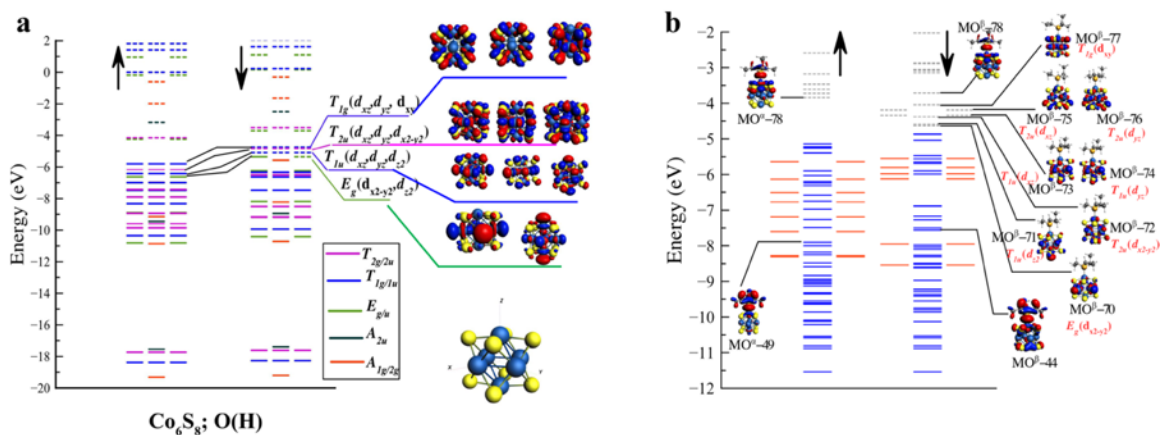 a
Energy (eV)
2
0
−2
−4
−6
−8
−10
−12
−14
−16
−18
−20
T1g(dxz,dyz,dxy)
T2u(dxz,dyz,dx2-y2)
T1u(dxz,dyz,dz2)
Eg(dx2-y2,dz2)
T2g/2u
T1g/1u
Eg/u
A2u
A1g/2g
z
x
Y
Co6S8; O(H)
b
Energy (eV)
−2
−3
−4
−5
−6
−7
−8
−9
−10
−11
−12
MOα−78
MOα−49
MOβ−78
MOβ−77
T1g(dxy)
MOβ−75
MOβ−76
T2u(dxz)
T2u(dyz)
T1u(dxz)
MOβ−73
MOβ−74
T1u(dyz)
MOβ−71
MOβ−72
T1u(dz2)
T2u(dx2-y2)
MOβ−70
Eg(dx2-y2)
MOβ−44